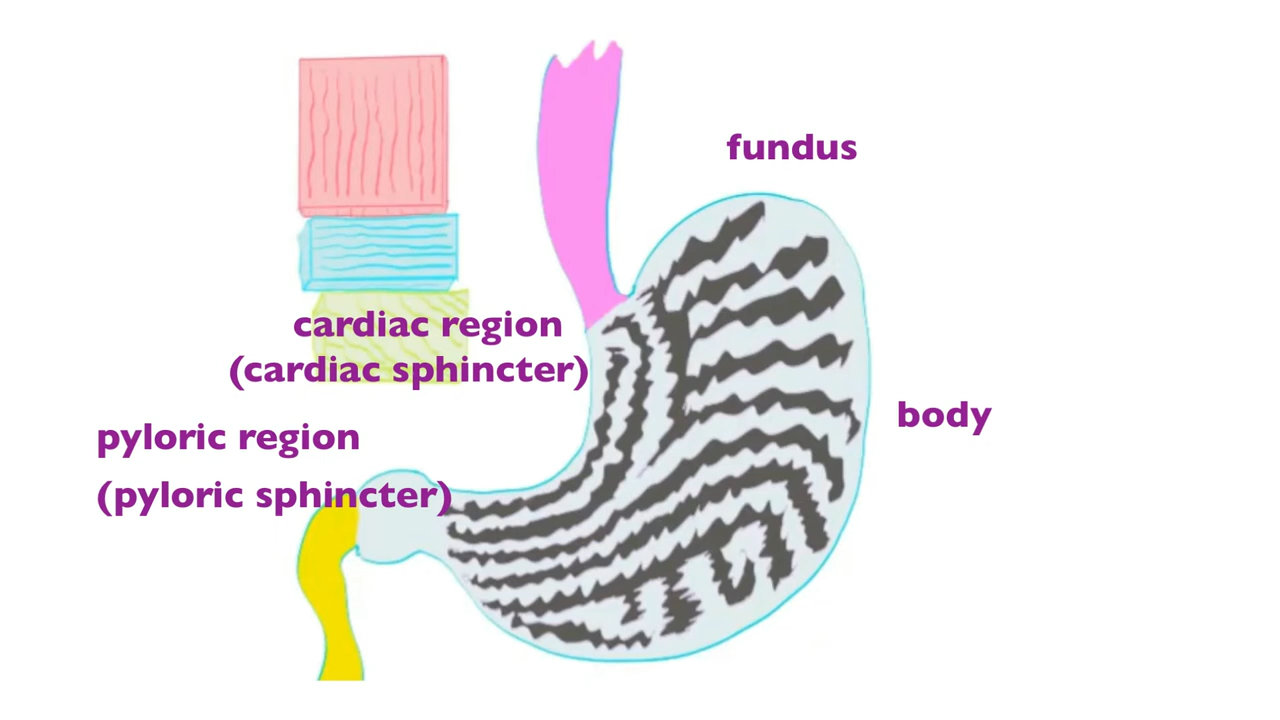 fundus
cardiac region
(cardiac sphincter)
body
pyloric region
(pyloric sphincter)